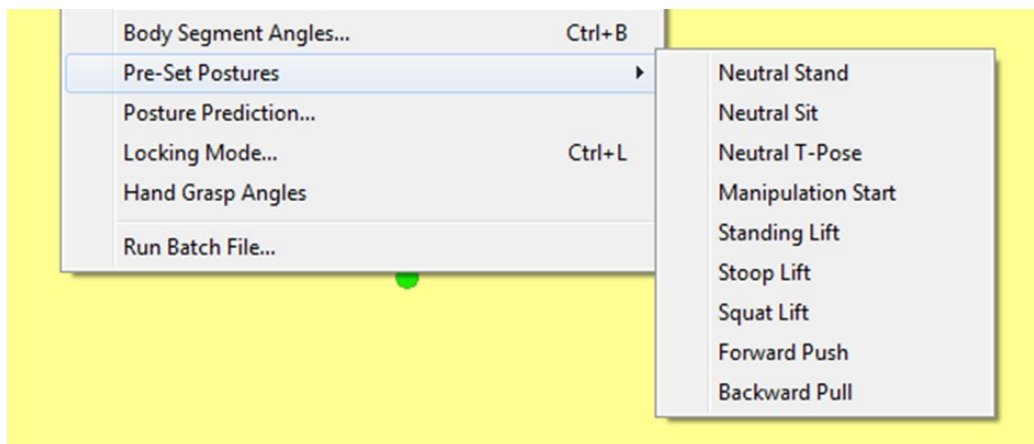 Body Segment Angles... Ctrl+B
Pre-Set Postures
Posture Prediction...
Locking Mode... Ctrl+L
Hand Grasp Angles
Run Batch File...
Neutral Stand
Neutral Sit
Neutral T-Pose
Manipulation Start
Standing Lift
Stoop Lift
Squat Lift
Forward Push
Backward Pull